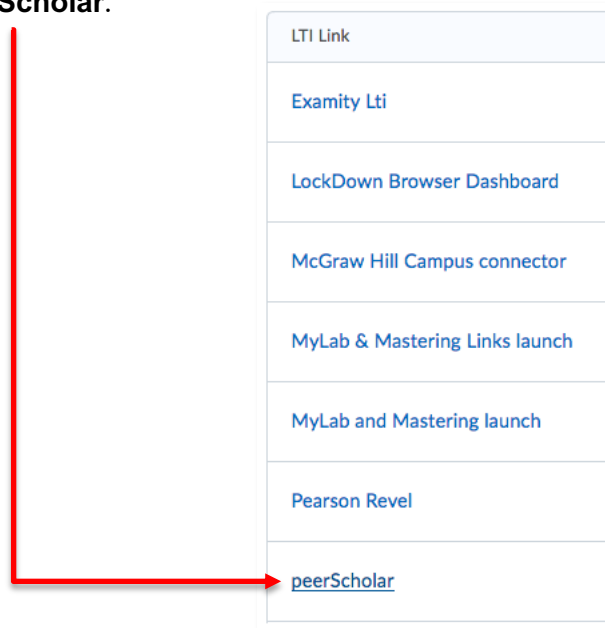 Scholar.
LTI Link
Examity Lti
LockDown Browser Dashboard
McGraw Hill Campus connector
MyLab & Mastering Links launch
MyLab and Mastering launch
Pearson Revel
peerScholar